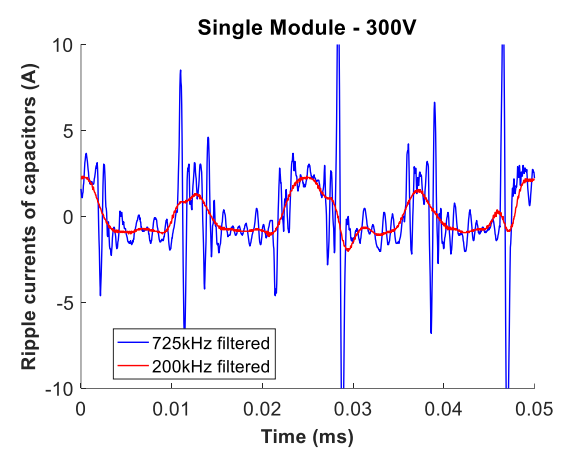 Single Module - 300V
Ripple currents of capacitors (A)
10
5
0
-5
-10
725kHz filtered
200kHz filtered
0
0.01
0.02
0.03
0.04
0.05
Time (ms)